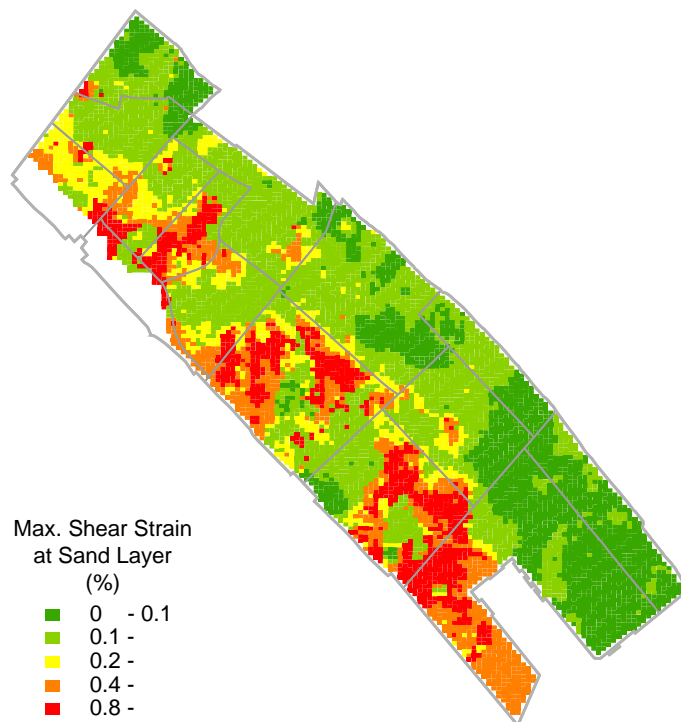 Max. Shear Strain
at Sand Layer
(%)
0 - 0.1
0.1 -
0.2 -
0.4 -
0.8 -